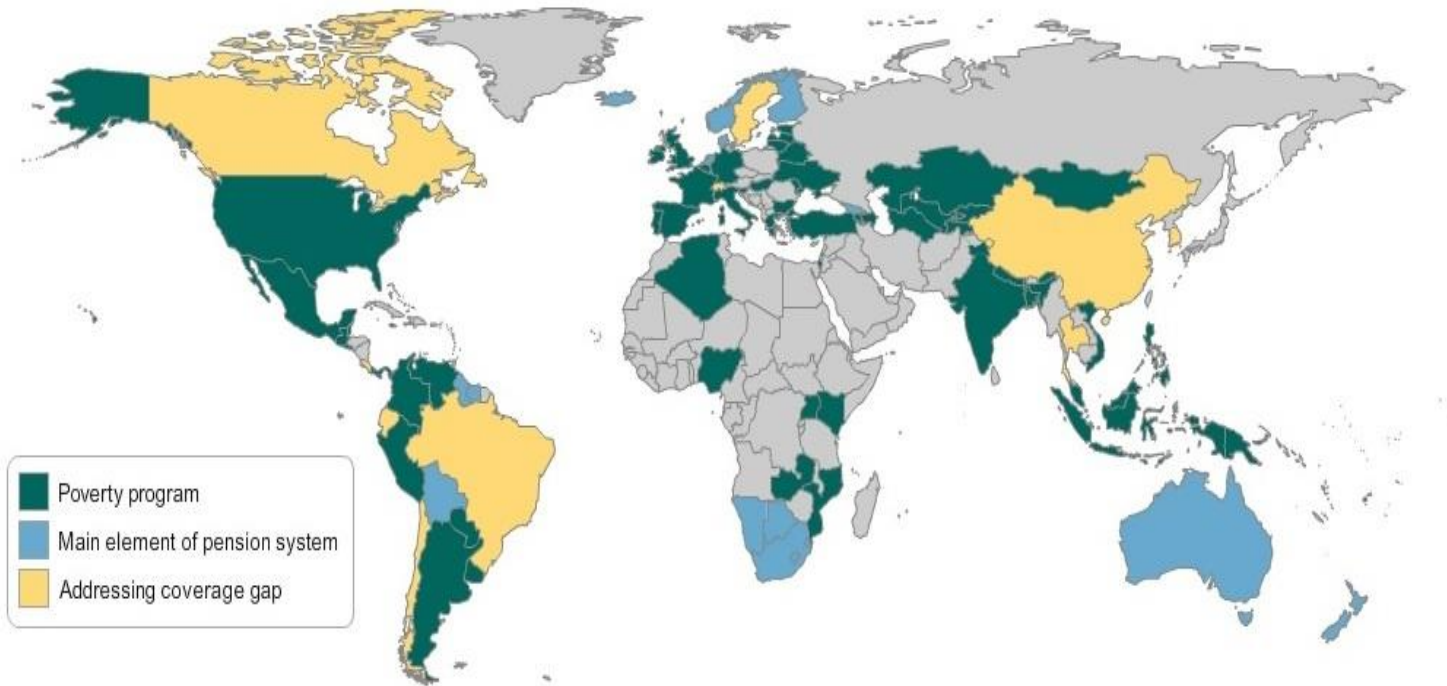 Poverty program
Main element of pension system
Addressing coverage gap